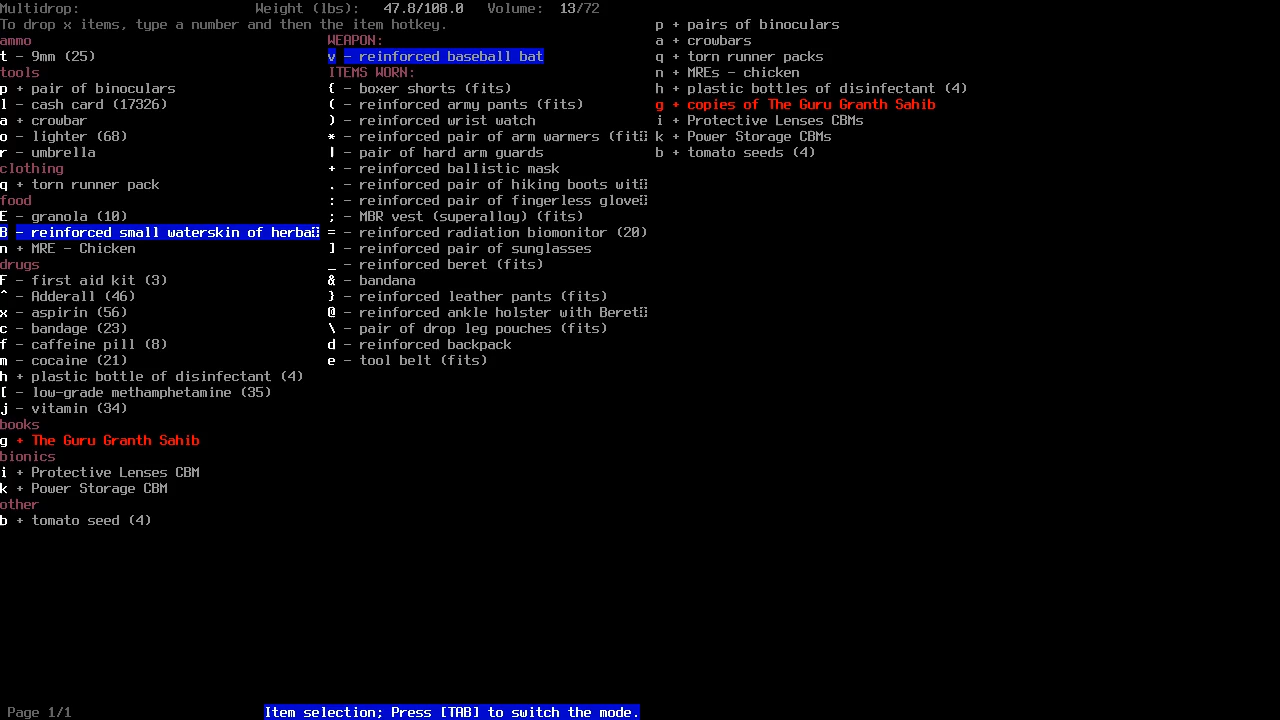 Multidrop: Weight (lbs): 47.8/108.0 Volume: 13/72
To drop x items, type a number and then the item hotkey.
ammo
t - 9mm (25)
tools
p + pair of binoculars
l - cash card (17326)
a + crowbar
o - lighter (68)
r - umbrella
clothing
q + torn runner pack
food
E - granola (10)
B - reinforced small waterskin of herba
n + MRE - Chicken
drugs
F - first aid kit (3)
^ - Adderall (46)
x - aspirin (56)
c - bandage (23)
f - caffeine pill (8)
m - cocaine (21)
h + plastic bottle of disinfectant (4)
[ - low-grade methamphetamine (35)
j - vitamin (34)
books
g + The Guru Granth Sahib
bionics
i + Protective Lenses CBM
k + Power Storage CBM
other
b + tomato seed (4)
WEAPON:
v - reinforced baseball bat
ITEMS WORN:
{ - boxer shorts (fits)
( - reinforced army pants (fits)
) - reinforced wrist watch
* - reinforced pair of arm warmers (fit
| - pair of hard arm guards
+ - reinforced ballistic mask
. - reinforced pair of hiking boots wit
: - reinforced pair of fingerless glove
; - MBR vest (superalloy) (fits)
= - reinforced radiation biomonitor (20)
] - reinforced pair of sunglasses
_ - reinforced beret (fits)
& - bandana
} - reinforced leather pants (fits)
@ - reinforced ankle holster with Beret
\ - pair of drop leg pouches (fits)
d - reinforced backpack
e - tool belt (fits)
p + pairs of binoculars
a + crowbars
q + torn runner packs
n + MREs - chicken
h + plastic bottles of disinfectant (4)
g + copies of The Guru Granth Sahib
i + Protective Lenses CBMs
k + Power Storage CBMs
b + tomato seeds (4)
Page 1/1
Item selection; Press [TAB] to switch the mode.